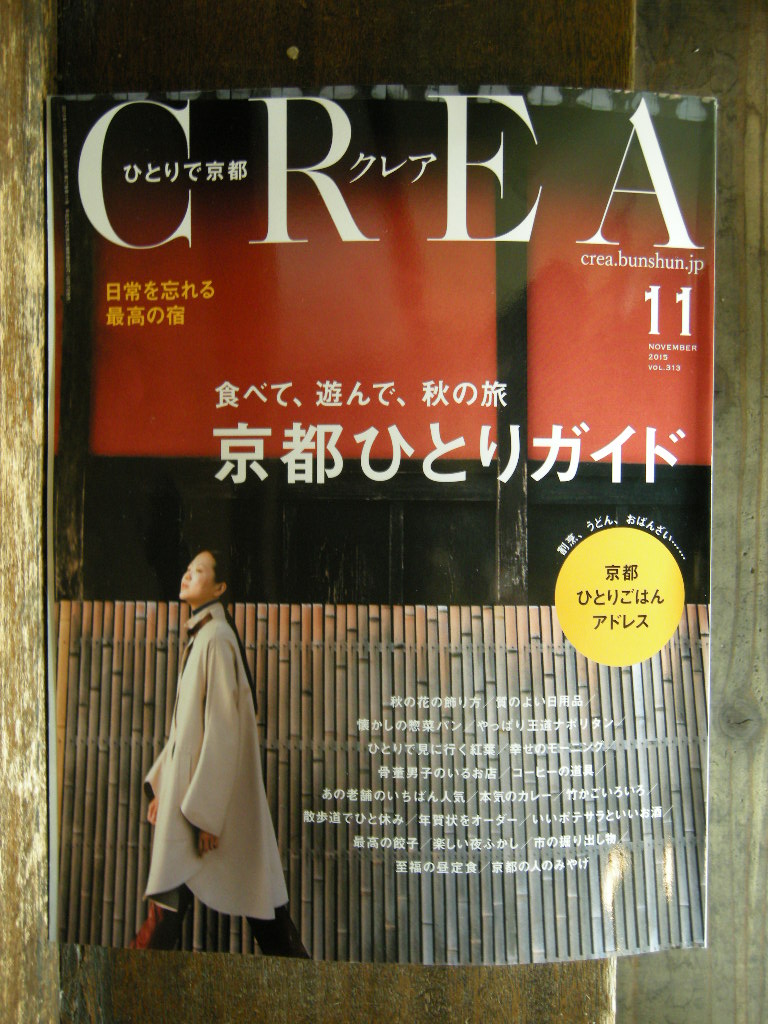 CREA
ひとりで京都
クレア
crea.bunshun.jp
日常を忘れる
最高の宿
11
NOVEMBER
2015
VOL.313
食べて、遊んで、秋の旅
京都ひとりガイド
割烹、うどん、おばんざい……
京都
ひとりごはん
アドレス
秋の花の飾り方／質のよい日用品／
懐かしの惣菜パン／やっぱり王道ナポリタン／
ひとりで見に行く紅葉／幸せのモーニング／
骨董男子のいるお店／コーヒーの道具／
あの老舗のいちばん人気／本気のカレー／竹かごいろいろ／
散歩道でひと休み／年賀状をオーダー／いいポテサラといいお酒／
最高の餃子／楽しい夜ふかし／市の掘り出し物／
至福の昼定食／京都の人のみやげ